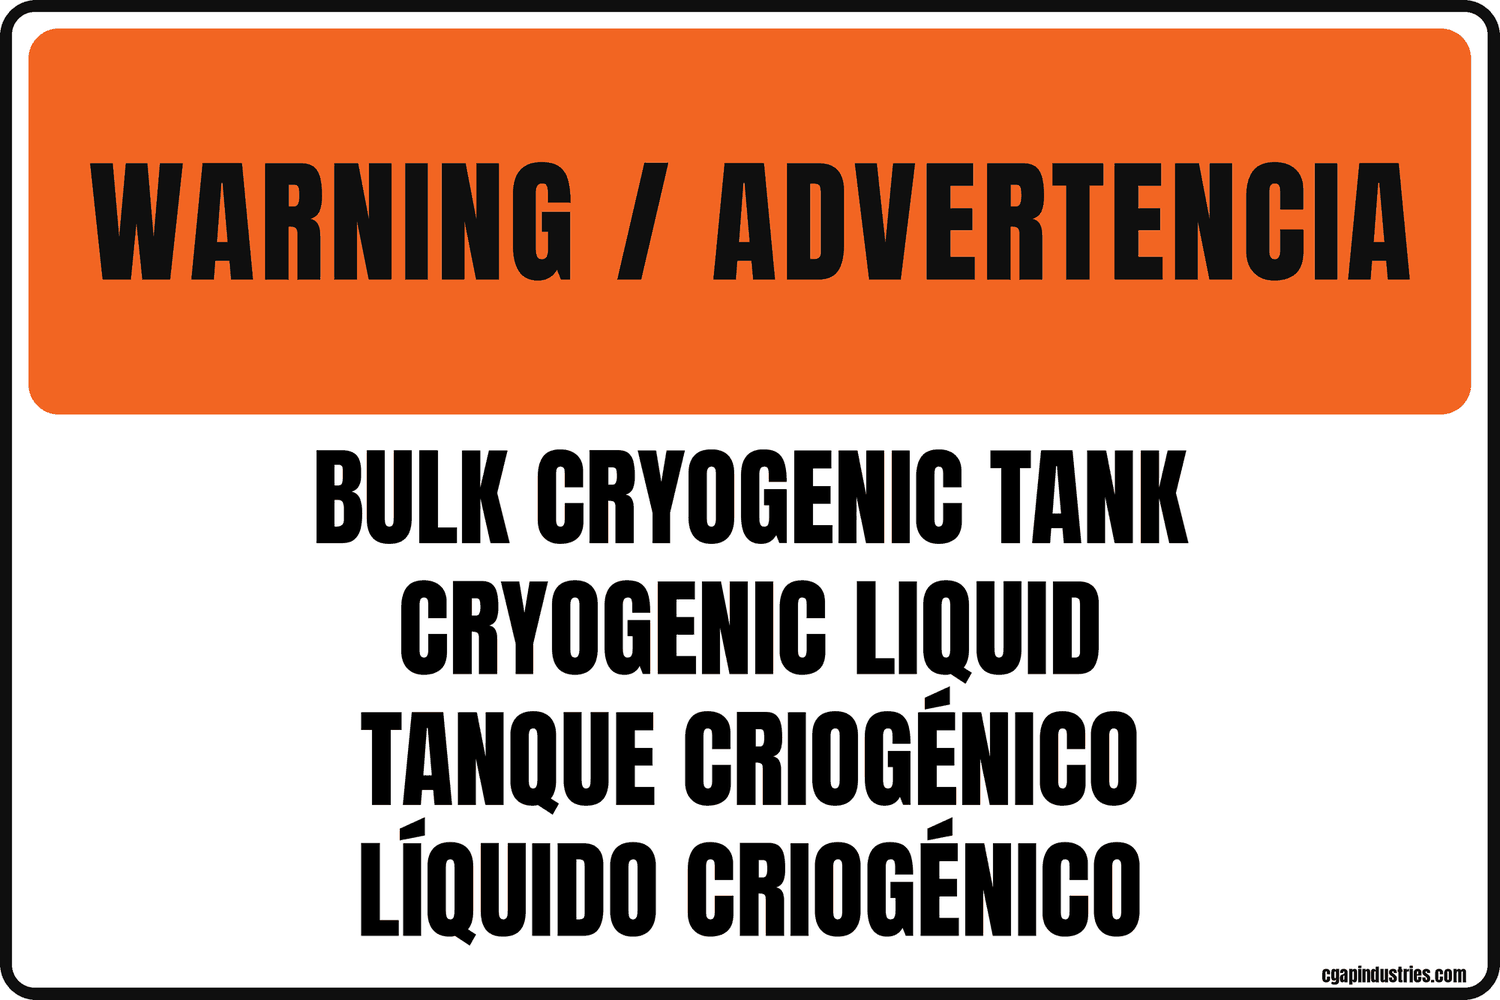 WARNING / ADVERTENCIA
BULK CRYOGENIC TANK
CRYOGENIC LIQUID
TANQUE CRIOGÉNICO
LÍQUIDO CRIOGÉNICO
cgapindustries.com